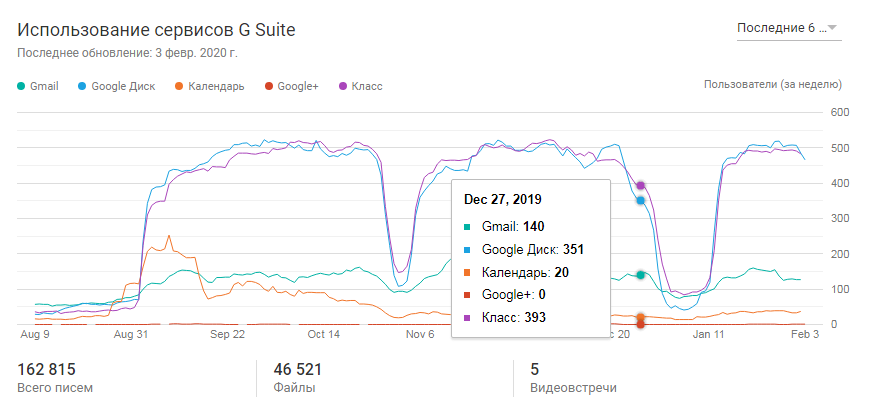 Использование сервисов G Suite
Последние 6 ...
Последнее обновление: 3 февр. 2020 г.
Gmail Google Диск Календарь Google+ Класс
Пользователи (за неделю)
600
500
400
300
200
100
0
Dec 27, 2019
Gmail: 140
Google Диск: 351
Календарь: 20
Google+: 0
Класс: 393
Aug 9 Aug 31 Sep 22 Oct 14 Nov 6 c 20 Jan 11 Feb 3
162 815
Всего писем
46 521
Файлы
5
Видеовстречи